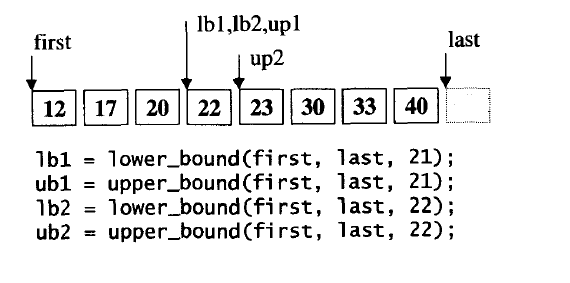 lb1,lb2,up1
first
last
up2
12 17 20 22 23 30 33 40
lb1 = lower_bound(first, last, 21);
ub1 = upper_bound(first, last, 21);
lb2 = lower_bound(first, last, 22);
ub2 = upper_bound(first, last, 22);